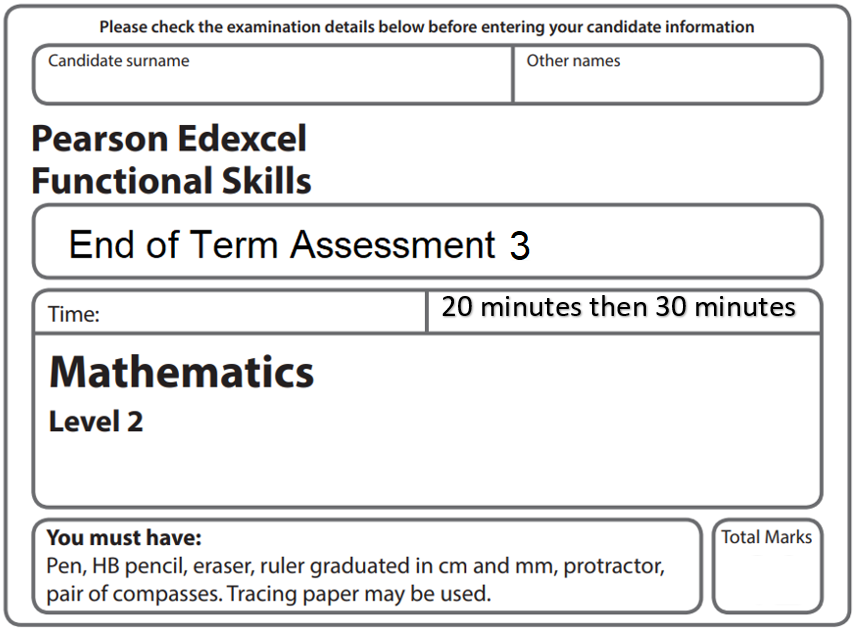 Please check the examination details below before entering your candidate information
Candidate surname
Other names
Pearson Edexcel
Functional Skills
End of Term Assessment 3
Time:
20 minutes then 30 minutes
Mathematics
Level 2
You must have:
Pen, HB pencil, eraser, ruler graduated in cm and mm, protractor,
pair of compasses. Tracing paper may be used.
Total Marks